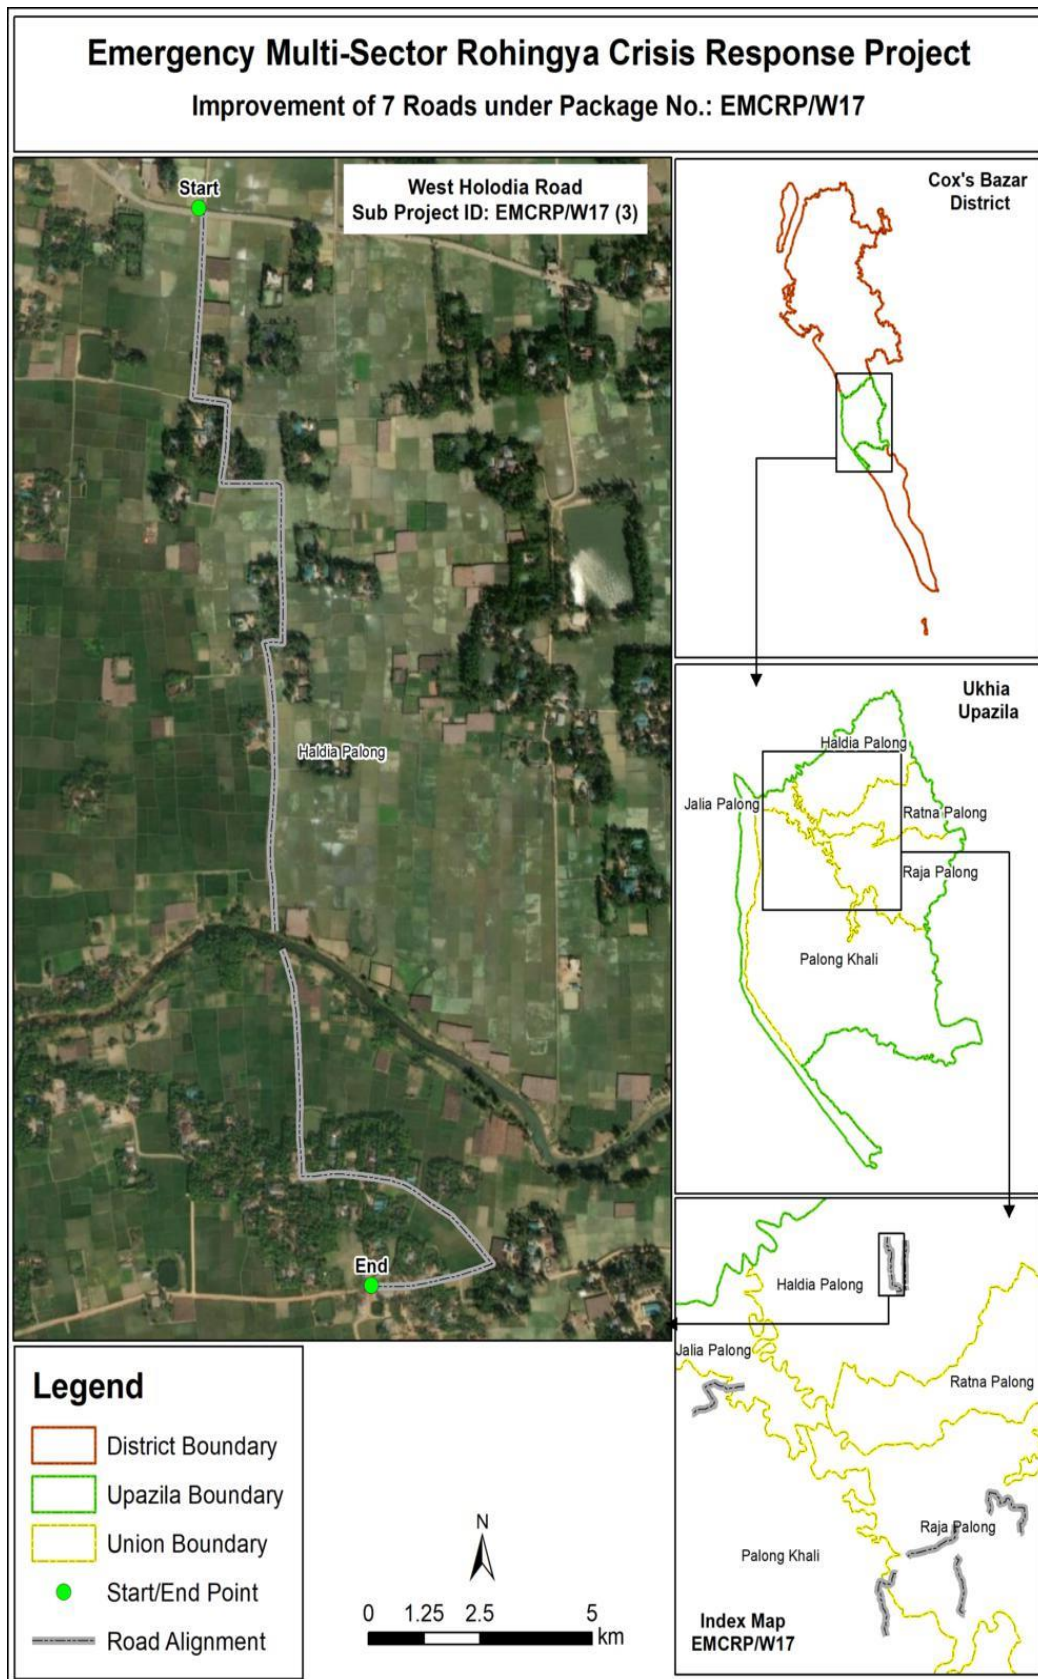 Emergency Multi-Sector Rohingya Crisis Response Project
Improvement of 7 Roads under Package No.: EMCRP/W17
West Holodia Road
Sub Project ID: EMCRP/W17 (3)
Start
Haldia Palong
End
Cox's Bazar
District
Ukhia
Upazila
Haldia Palong
Jalia Palong
Ratna Palong
Raja Palong
Palong Khali
Haldia Palong
Jalia Palong
Ratna Palong
Raja Palong
Palong Khali
Index Map
EMCRP/W17
Legend
District Boundary
Upazila Boundary
Union Boundary
Start/End Point
Road Alignment
N
0 1.25 2.5 5
km